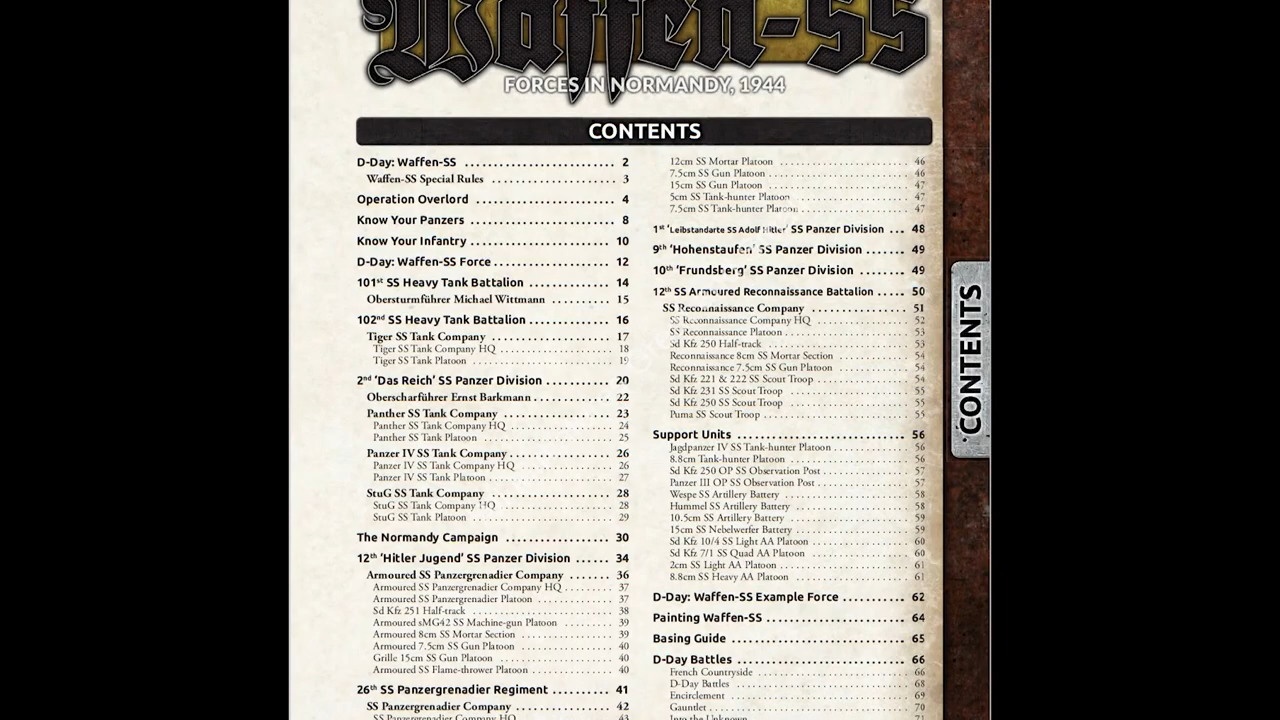 Waffen-SS
FORCES IN NORMANDY, 1944
CONTENTS
D-Day: Waffen-SS ........................ 2
Waffen-SS Special Rules ........................ 3
Operation Overlord ........................ 4
Know Your Panzers ........................ 8
Know Your Infantry ........................ 10
D-Day: Waffen-SS Force ........................ 12
101st SS Heavy Tank Battalion ........................ 14
Obersturmführer Michael Wittmann ........................ 15
102nd SS Heavy Tank Battalion ........................ 16
Tiger SS Tank Company ........................ 17
Tiger SS Tank Company HQ ........................ 18
Tiger SS Tank Platoon ........................ 19
2nd ‘Das Reich’ SS Panzer Division ........................ 20
Oberscharführer Ernst Barkmann ........................ 22
Panther SS Tank Company ........................ 23
Panther SS Tank Company HQ ........................ 24
Panther SS Tank Platoon ........................ 25
Panzer IV SS Tank Company ........................ 26
Panzer IV SS Tank Company HQ ........................ 26
Panzer IV SS Tank Platoon ........................ 27
StuG SS Tank Company ........................ 28
StuG SS Tank Company HQ ........................ 28
StuG SS Tank Platoon ........................ 29
The Normandy Campaign ........................ 30
12th ‘Hitler Jugend’ SS Panzer Division ...... 34
Armoured SS Panzergrenadier Company ....... 36
Armoured SS Panzergrenadier Company HQ ........ 37
Armoured SS Panzergrenadier Platoon ........ 37
Sd Kfz 251 Half-track ........................ 38
Armoured sMG42 SS Machine-gun Platoon ........ 39
Armoured 8cm SS Mortar Section ........ 39
Armoured 7.5cm SS Gun Platoon ........ 40
Grille 15cm SS Gun Platoon ........ 40
Armoured SS Flame-thrower Platoon ........ 40
26th SS Panzergrenadier Regiment .......... 41
SS Panzergrenadier Company ........................ 42
SS Panzergrenadier Company HQ ........................ 43
12cm SS Mortar Platoon ........................ 46
7.5cm SS Gun Platoon ........................ 46
15cm SS Gun Platoon ........................ 47
5cm SS Tank-hunter Platoon ........................ 47
7.5cm SS Tank-hunter Platoon ........................ 47
1st ‘Leibstandarte SS Adolf Hitler’ SS Panzer Division ... 48
9th ‘Hohenstaufen’ SS Panzer Division ...... 49
10th ‘Frundsberg’ SS Panzer Division ....... 49
12th SS Armoured Reconnaissance Battalion ..... 50
SS Reconnaissance Company ........................ 51
SS Reconnaissance Company HQ ........................ 52
SS Reconnaissance Platoon ........................ 53
Sd Kfz 250 Half-track ........................ 53
Reconnaissance 8cm SS Mortar Section ........ 54
Reconnaissance 7.5cm SS Gun Platoon ........ 54
Sd Kfz 221 & 222 SS Scout Troop ........ 54
Sd Kfz 231 SS Scout Troop ........................ 55
Sd Kfz 250 SS Scout Troop ........................ 55
Puma SS Scout Troop ........................ 55
Support Units ........................ 56
Jagdpanzer IV SS Tank-hunter Platoon ........ 56
8.8cm Tank-hunter Platoon ........................ 56
Sd Kfz 250 OP SS Observation Post ........ 57
Panzer III OP SS Observation Post ........ 57
Wespe SS Artillery Battery ........................ 58
Hummel SS Artillery Battery ........................ 58
10.5cm SS Artillery Battery ........................ 59
15cm SS Nebelwerfer Battery ........................ 59
Sd Kfz 10/4 SS Light AA Platoon ........ 60
Sd Kfz 7/1 SS Quad AA Platoon ........ 60
2cm SS Light AA Platoon ........................ 61
8.8cm SS Heavy AA Platoon ........................ 61
D-Day: Waffen-SS Example Force .......... 62
Painting Waffen-SS ........................ 64
Basing Guide ........................ 65
D-Day Battles ........................ 66
French Countryside ........................ 66
D-Day Battles ........................ 68
Encirclement ........................ 69
Gauntlet ........................ 70
Into the Unknown ........................ 71
CONTENTS